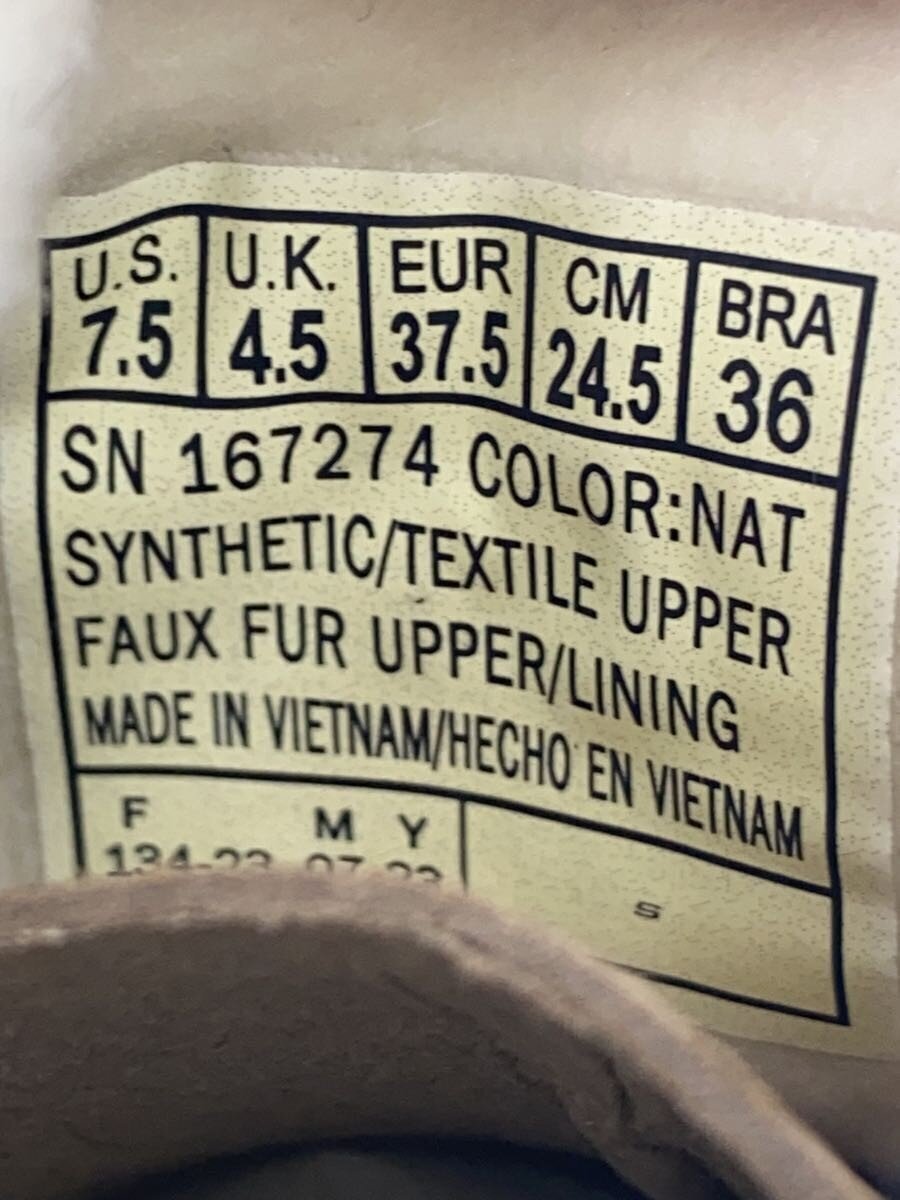 U.S. U.K. EUR CM BRA
7.5 4.5 37.5 24.5 36
SN 167274 COLOR:NAT
SYNTHETIC/TEXTILE UPPER
FAUX FUR UPPER/LINING
MADE IN VIETNAM/HECHO EN VIETNAM
F M Y
S